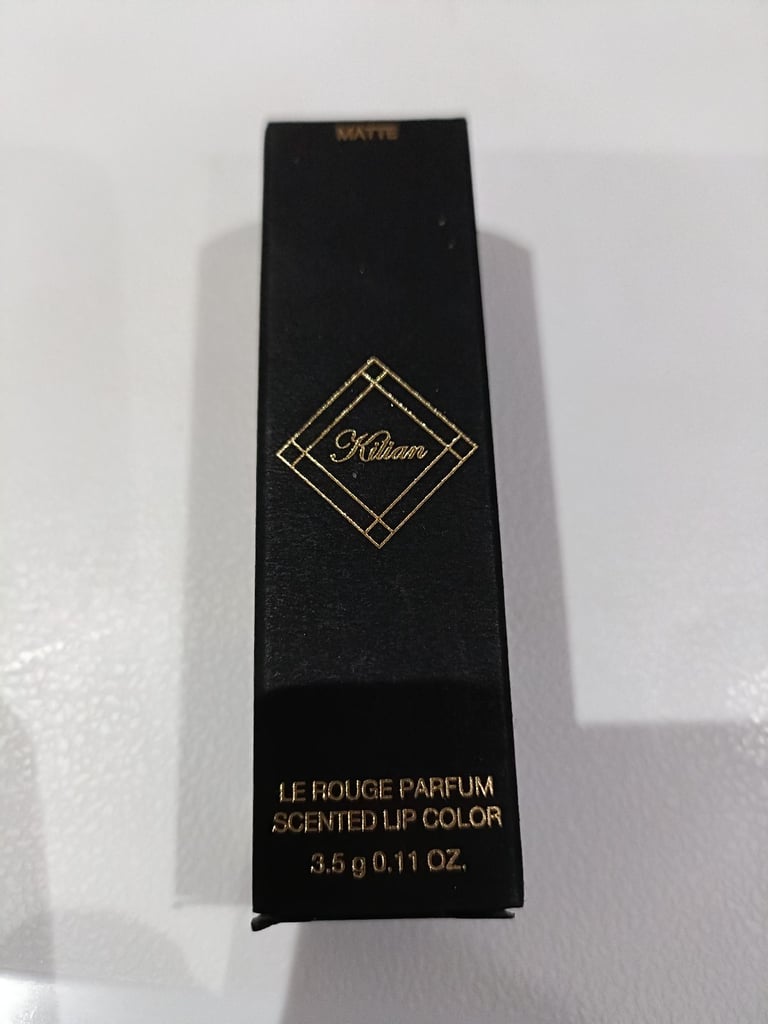 MATTE
Kilian
LE ROUGE PARFUM
SCENTED LIP COLOR
3.5 g 0.11 OZ.